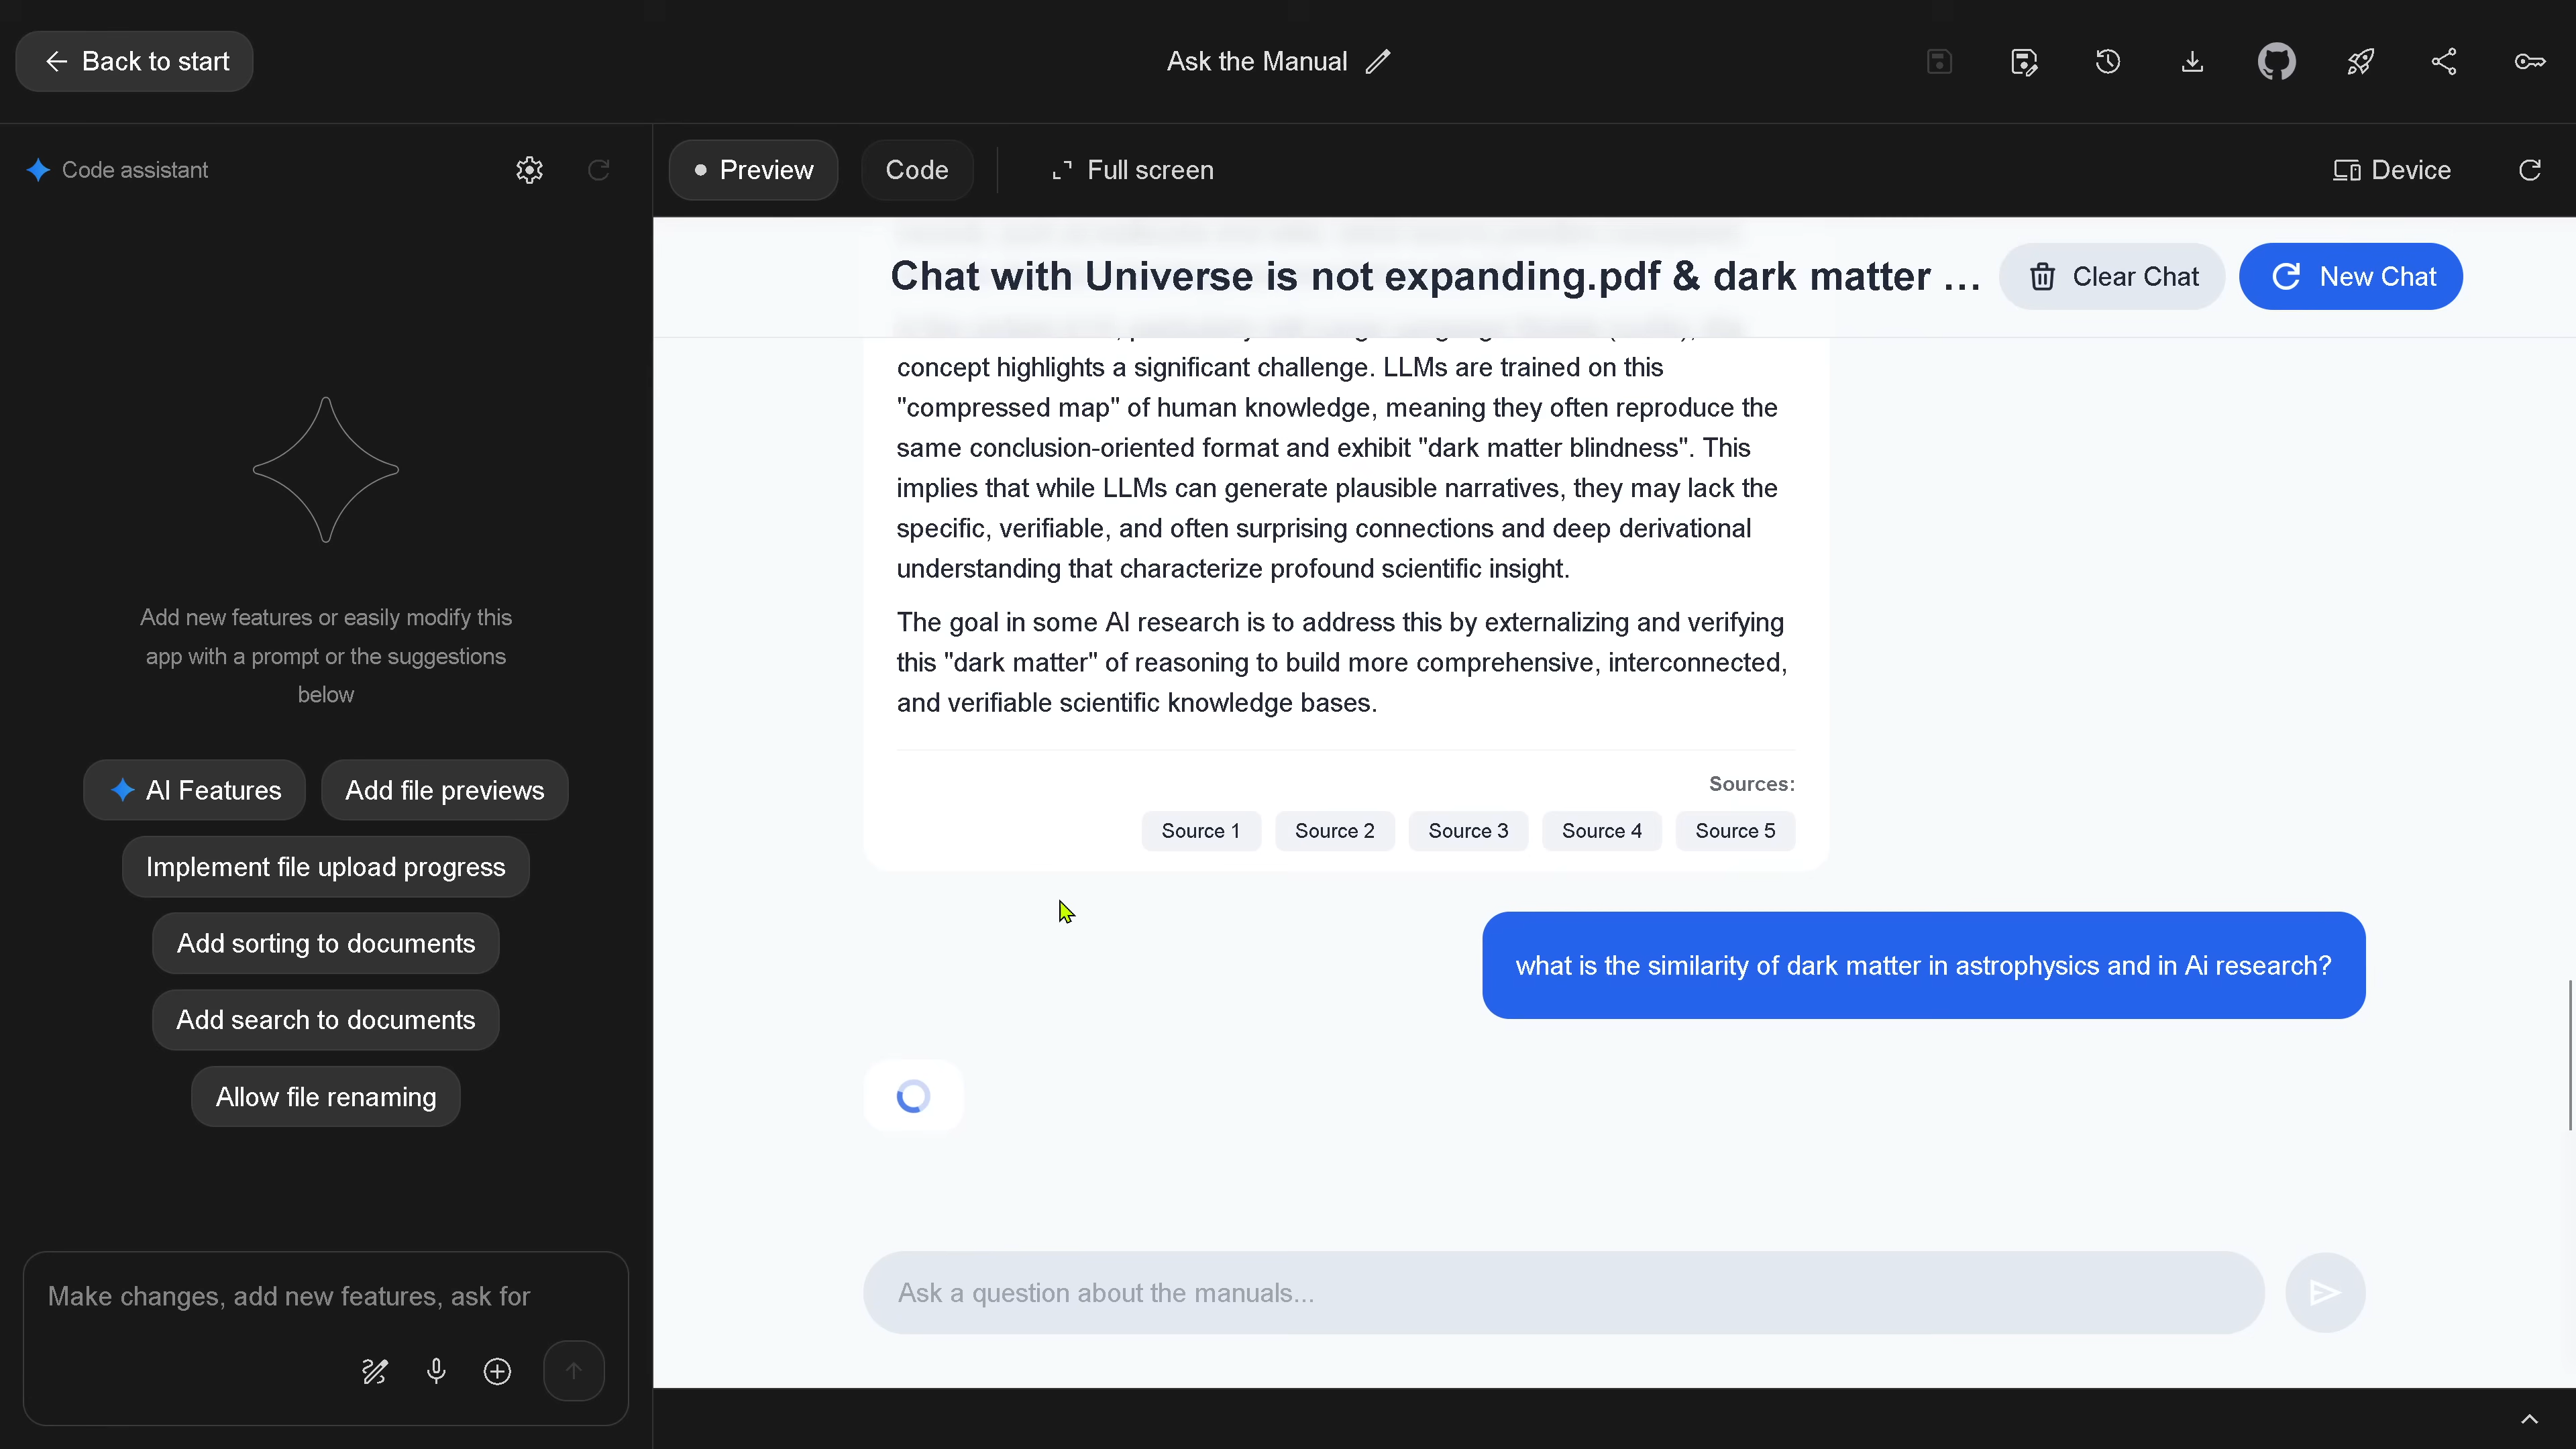 Back to start
Ask the Manual
Code assistant
Preview
Code
Full screen
Device
Add new features or easily modify this
app with a prompt or the suggestions
below
AI Features
Add file previews
Implement file upload progress
Add sorting to documents
Add search to documents
Allow file renaming
Make changes, add new features, ask for
Chat with Universe is not expanding.pdf & dark matter ...
Clear Chat
New Chat
concept highlights a significant challenge. LLMs are trained on this
"compressed map" of human knowledge, meaning they often reproduce the
same conclusion-oriented format and exhibit "dark matter blindness". This
implies that while LLMs can generate plausible narratives, they may lack the
specific, verifiable, and often surprising connections and deep derivational
understanding that characterize profound scientific insight.
The goal in some AI research is to address this by externalizing and verifying
this "dark matter" of reasoning to build more comprehensive, interconnected,
and verifiable scientific knowledge bases.
Sources:
Source 1
Source 2
Source 3
Source 4
Source 5
what is the similarity of dark matter in astrophysics and in Ai research?
Ask a question about the manuals...